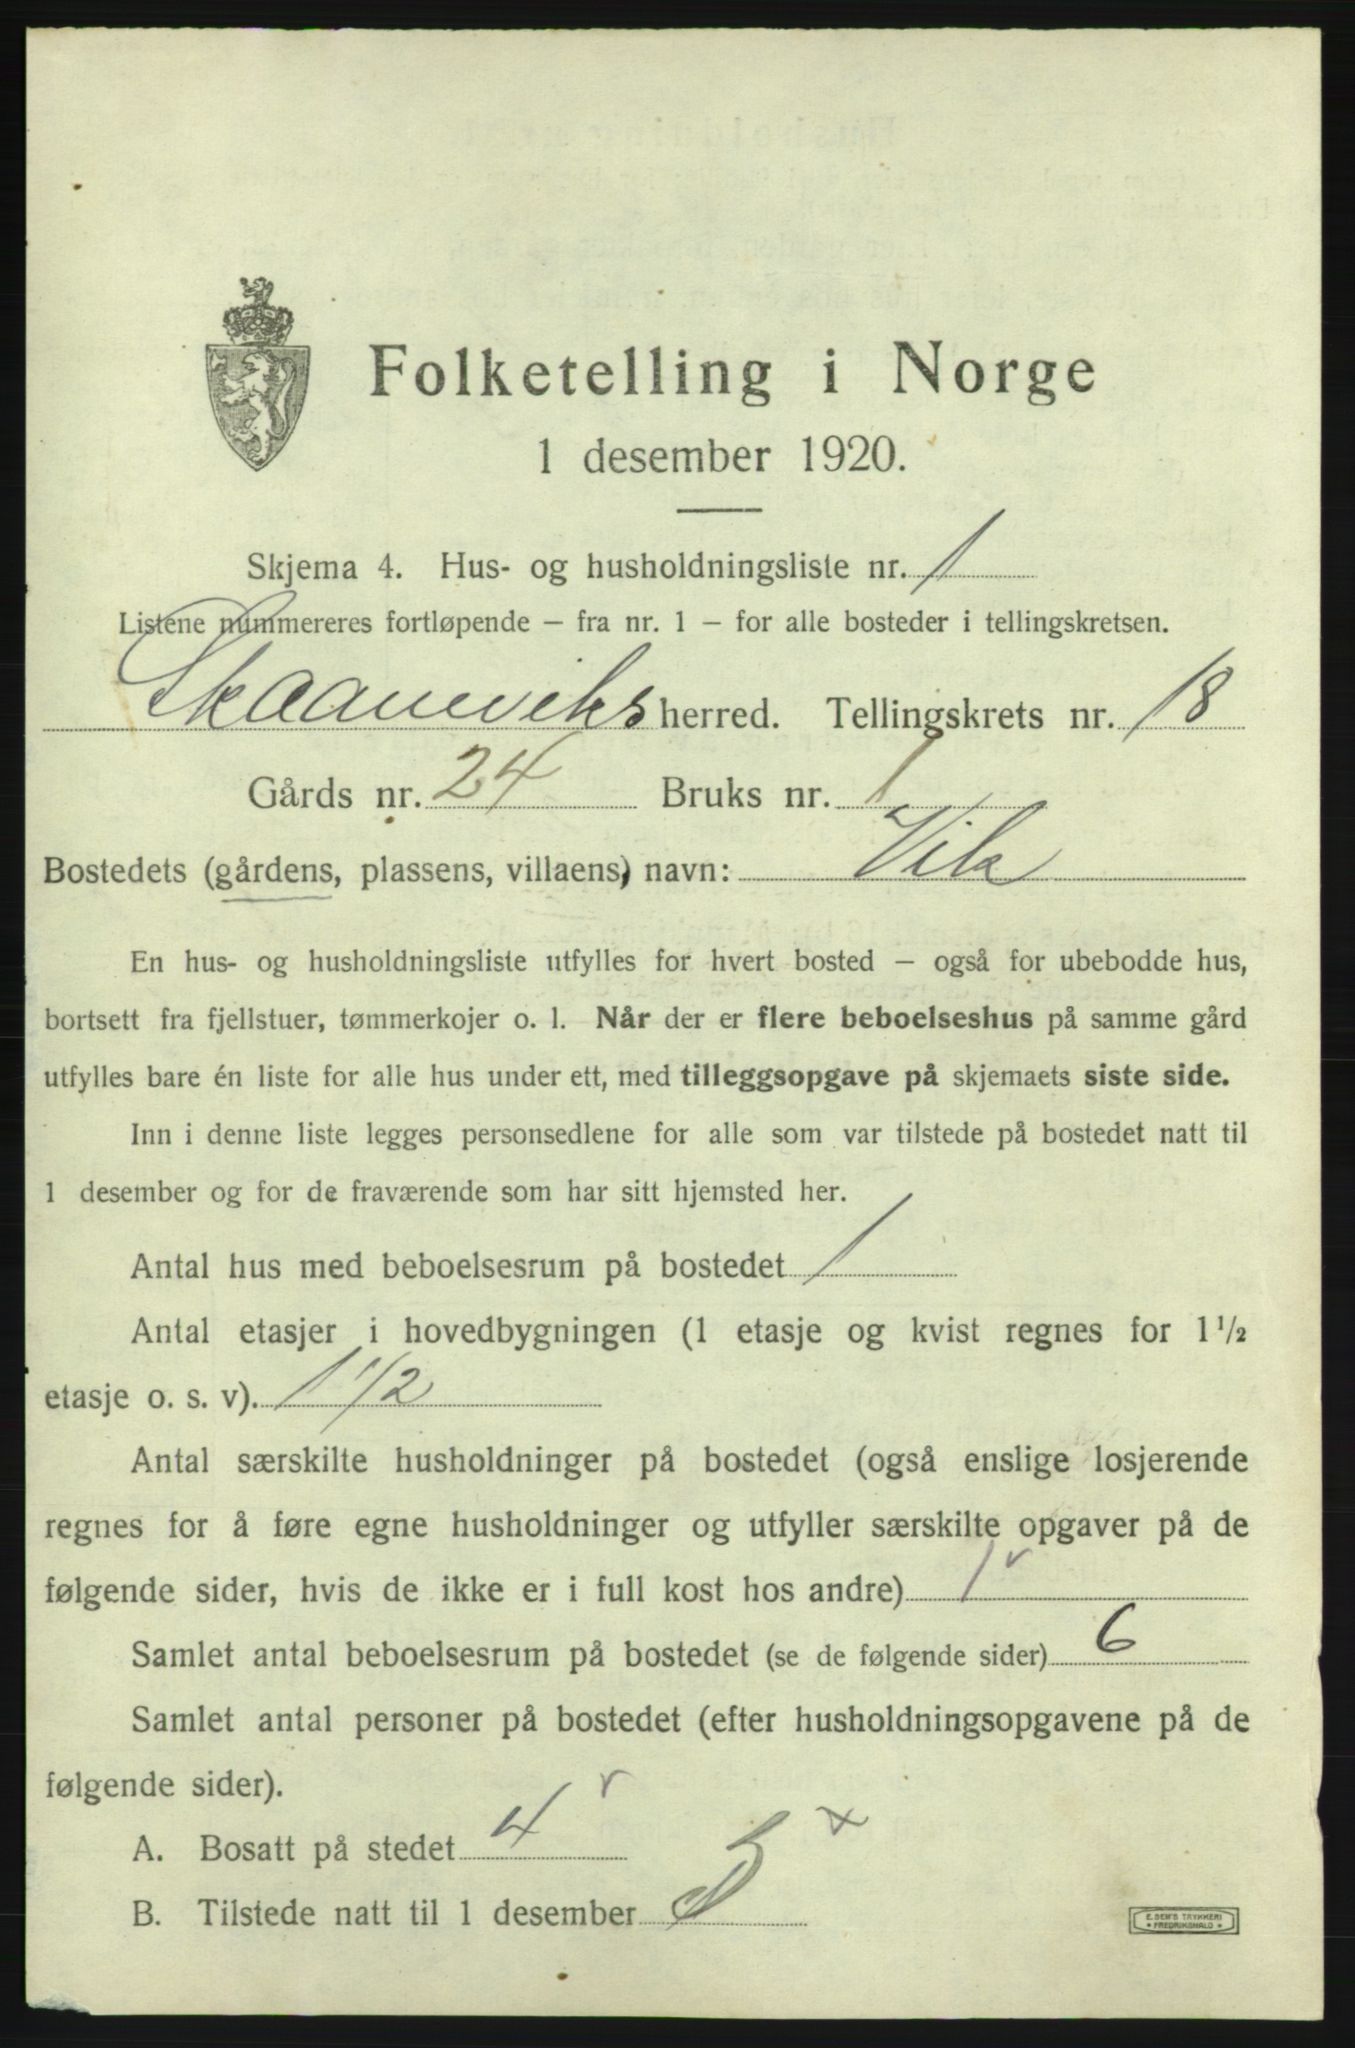 Folketelling i Norge
1 desember 1920.
Skjema 4. Hus- og husholdningsliste nr. 1
Listene nummereres fortløpende – fra nr. 1 – for alle bosteder i tellingskretsen.
Skaaneviks herred. Tellingskrets nr. 18
Gårds nr. 24 Bruks nr. 1
Bostedets (gårdens, plassens, villaens) navn: Vik
En hus- og husholdningsliste utfylles for hvert bosted – også for ubebodde hus,
bortsett fra fjellstuer, tømmerkojer o. l. Når der er flere beboelseshus på samme gård
utfylles bare én liste for alle hus under ett, med tilleggsopgave på skjemaets siste side.
Inn i denne liste legges personsedlene for alle som var tilstede på bostedet natt til
1 desember og for de fraværende som har sitt hjemsted her.
Antal hus med beboelsesrum på bostedet 1
Antal etasjer i hovedbygningen (1 etasje og kvist regnes for 1 1/2
etasje o. s. v). 1 1/2
Antal særskilte husholdninger på bostedet (også enslige losjerende
regnes for å føre egne husholdninger og utfyller særskilte opgaver på de
følgende sider, hvis de ikke er i full kost hos andre) 1
Samlet antal beboelsesrum på bostedet (se de følgende sider) 6
Samlet antal personer på bostedet (efter husholdningsopgavene på de
følgende sider).
A. Bosatt på stedet 4
B. Tilstede natt til 1 desember
E. SEM'S TRYKKERI
FREDRIKSHALD